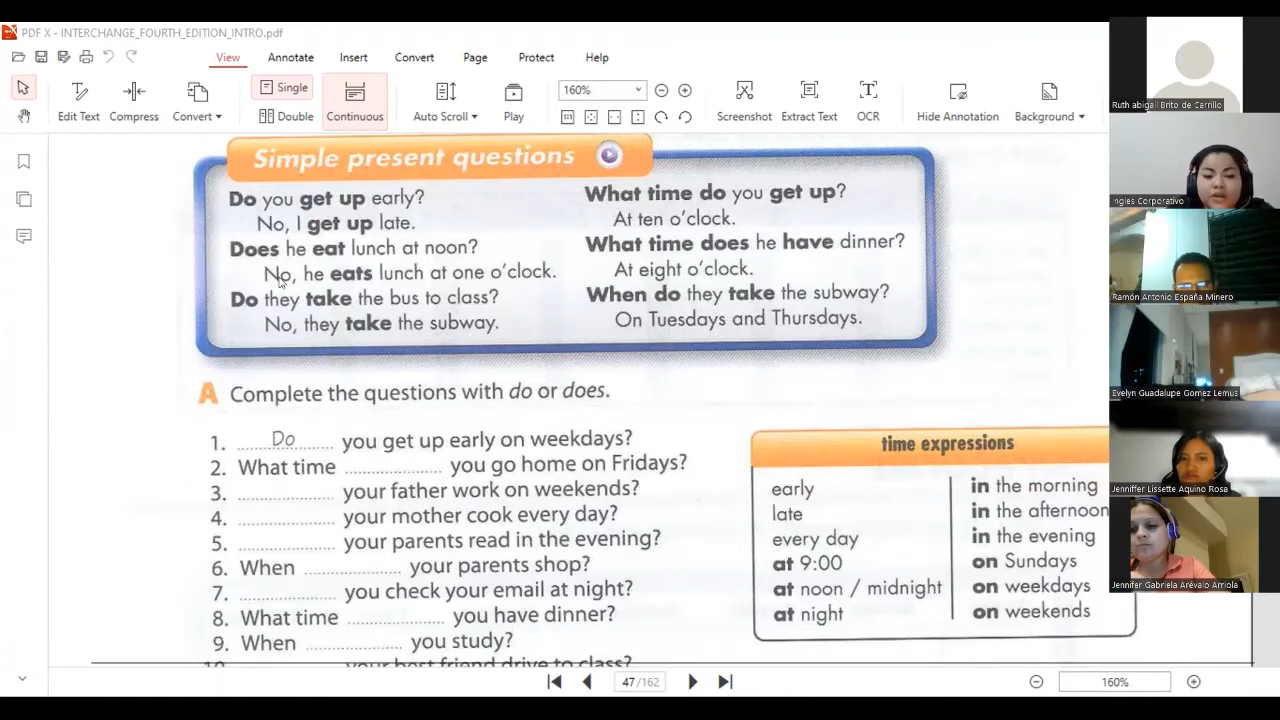 PDF X - INTERCHANGE_FOURTH_EDITION_INTRO.pdf
View Annotate Insert Convert Page Protect Help
Edit Text Compress Convert Single Double Continuous Auto Scroll Play 160% Screenshot Extract Text OCR Hide Annotation Background
Simple present questions
Do you get up early?
No, I get up late.
Does he eat lunch at noon?
No, he eats lunch at one o'clock.
Do they take the bus to class?
No, they take the subway.
What time do you get up?
At ten o'clock.
What time does he have dinner?
At eight o'clock.
When do they take the subway?
On Tuesdays and Thursdays.
A Complete the questions with do or does.
1. Do you get up early on weekdays?
2. What time ............ you go home on Fridays?
3. ............ your father work on weekends?
4. ............ your mother cook every day?
5. ............ your parents read in the evening?
6. When ............ your parents shop?
7. ............ you check your email at night?
8. What time ............ you have dinner?
9. When ............ you study?
10. ............ your best friend drive to class?
time expressions
early
late
every day
at 9:00
at noon / midnight
at night
in the morning
in the afternoon
in the evening
on Sundays
on weekdays
on weekends
47 /162
160%
Ruth abigail Brito de Carrillo
Ingles Corporativo
Ramón Antonio España Minero
Evelyn Guadalupe Gomez Lemus
Jenniffer Lissette Aquino Rosa
Jennifer Gabriela Arévalo Arriola